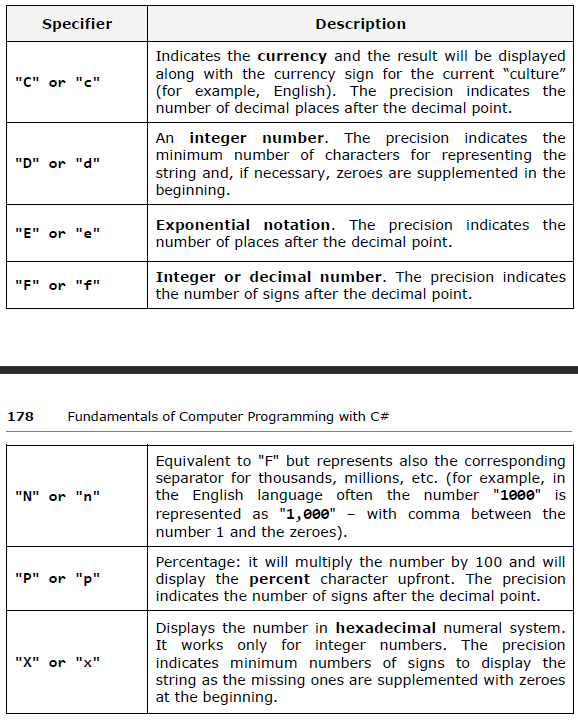 Specifier Description
"C" or "c"
Indicates the currency and the result will be displayed
along with the currency sign for the current “culture”
(for example, English). The precision indicates the
number of decimal places after the decimal point.
"D" or "d"
An integer number. The precision indicates the
minimum number of characters for representing the
string and, if necessary, zeroes are supplemented in the
beginning.
"E" or "e"
Exponential notation. The precision indicates the
number of places after the decimal point.
"F" or "f"
Integer or decimal number. The precision indicates
the number of signs after the decimal point.
178 Fundamentals of Computer Programming with C#
"N" or "n"
Equivalent to "F" but represents also the corresponding
separator for thousands, millions, etc. (for example, in
the English language often the number "1000" is
represented as "1,000" – with comma between the
number 1 and the zeroes).
"P" or "p"
Percentage: it will multiply the number by 100 and will
display the percent character upfront. The precision
indicates the number of signs after the decimal point.
"X" or "x"
Displays the number in hexadecimal numeral system.
It works only for integer numbers. The precision
indicates minimum numbers of signs to display the
string as the missing ones are supplemented with zeroes
at the beginning.